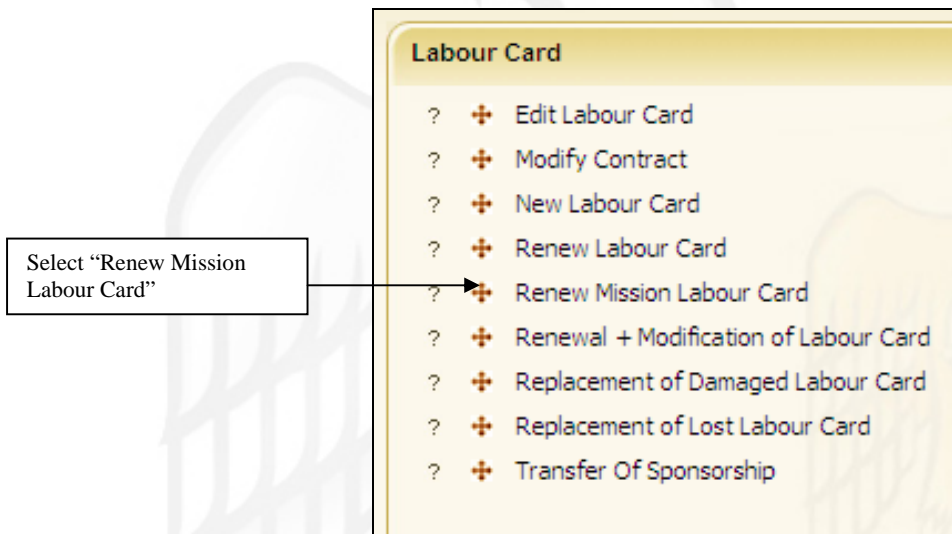 Labour Card
? Edit Labour Card
? Modify Contract
? New Labour Card
? Renew Labour Card
Select “Renew Mission
Labour Card”
? Renew Mission Labour Card
? Renewal + Modification of Labour Card
? Replacement of Damaged Labour Card
? Replacement of Lost Labour Card
? Transfer Of Sponsorship